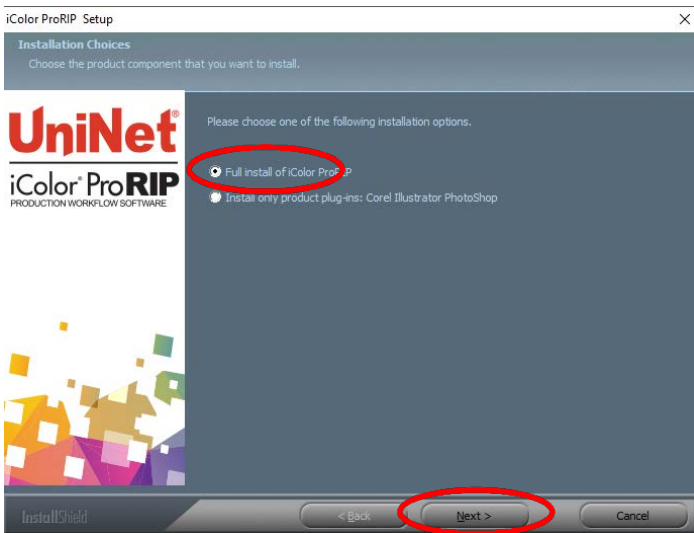 iColor ProRIP Setup
Installation Choices
Choose the product component that you want to install.
UniNet®
iColor® ProRIP
PRODUCTION WORKFLOW SOFTWARE
Please choose one of the following installation options.
Full install of iColor ProRIP
Install only product plug-ins: Corel Illustrator PhotoShop
InstallShield
< Back
Next >
Cancel